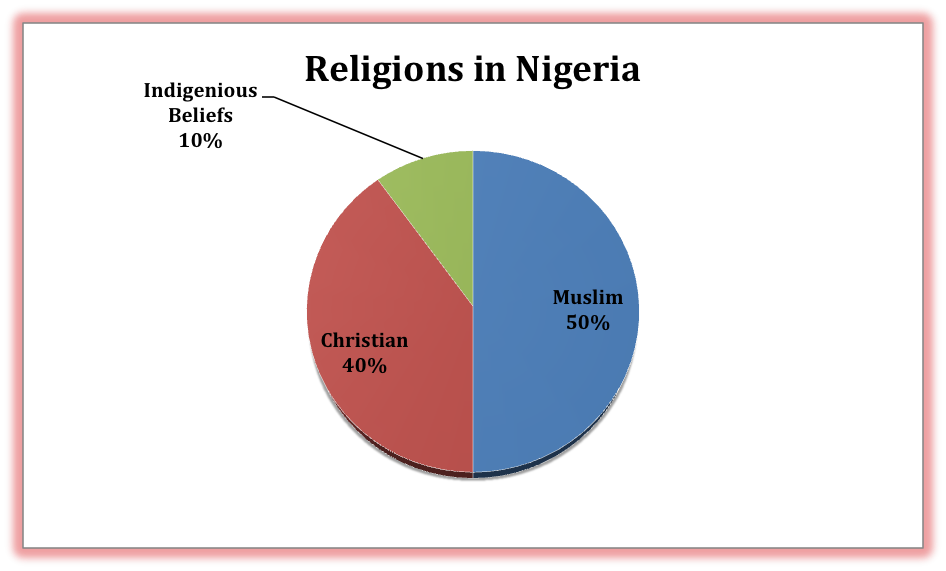 Religions in Nigeria
Indigenious
Beliefs
10%
Muslim
50%
Christian
40%